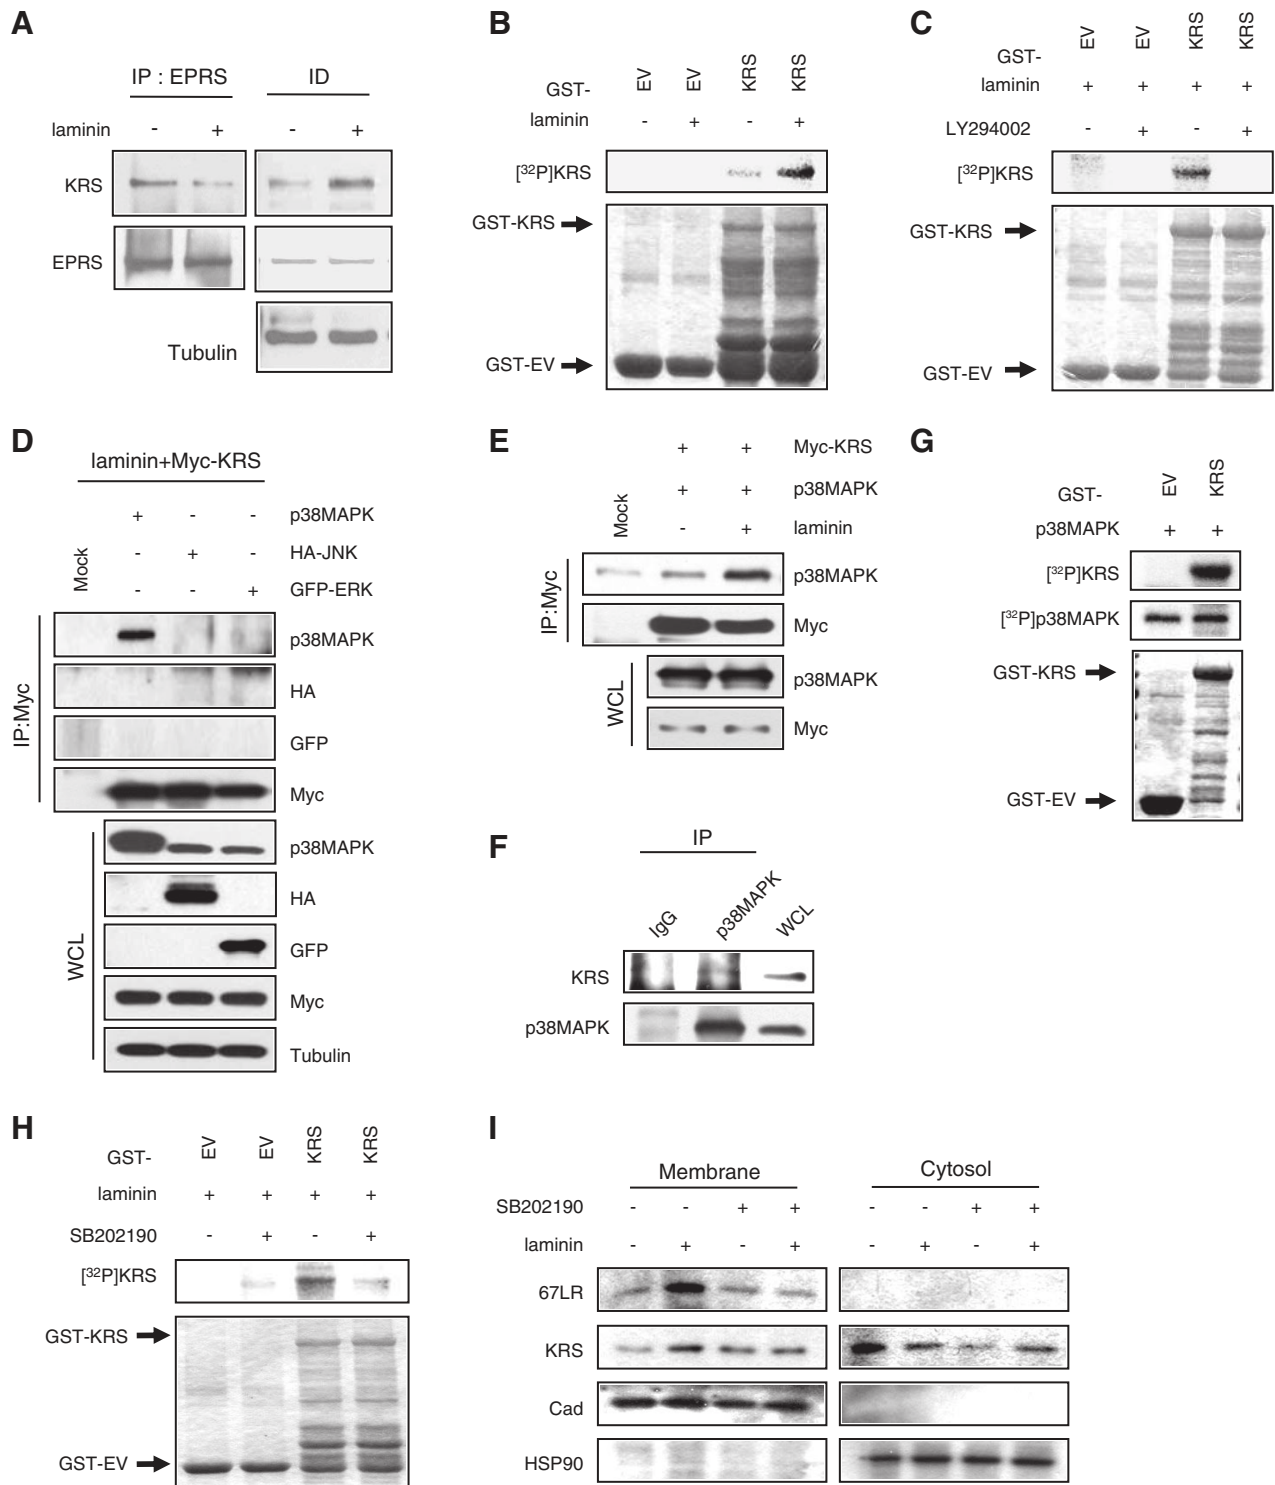 A
IP : EPRS
ID
laminin
- + - +
KRS
EPRS
Tubulin
B
GST-
EV EV KRS KRS
laminin
- + - +
[32P]KRS
GST-KRS
GST-EV
C
GST-
EV EV KRS KRS
laminin
+ + + +
LY294002
- + - +
[32P]KRS
GST-KRS
GST-EV
D
laminin+Myc-KRS
Mock
+ - - p38MAPK
- + - HA-JNK
- - + GFP-ERK
IP:Myc
p38MAPK
HA
GFP
Myc
WCL
p38MAPK
HA
GFP
Myc
Tubulin
E
Mock
+ + Myc-KRS
+ + p38MAPK
- + laminin
IP:Myc
p38MAPK
Myc
WCL
p38MAPK
Myc
F
IP
IgG p38MAPK WCL
KRS
p38MAPK
G
GST-
EV KRS
p38MAPK + +
[32P]KRS
[32P]p38MAPK
GST-KRS
GST-EV
H
GST-
EV EV KRS KRS
laminin + + + +
SB202190 - + - +
[32P]KRS
GST-KRS
GST-EV
I
Membrane
Cytosol
SB202190 - - + + - - + +
laminin - + - + - + - +
67LR
KRS
Cad
HSP90